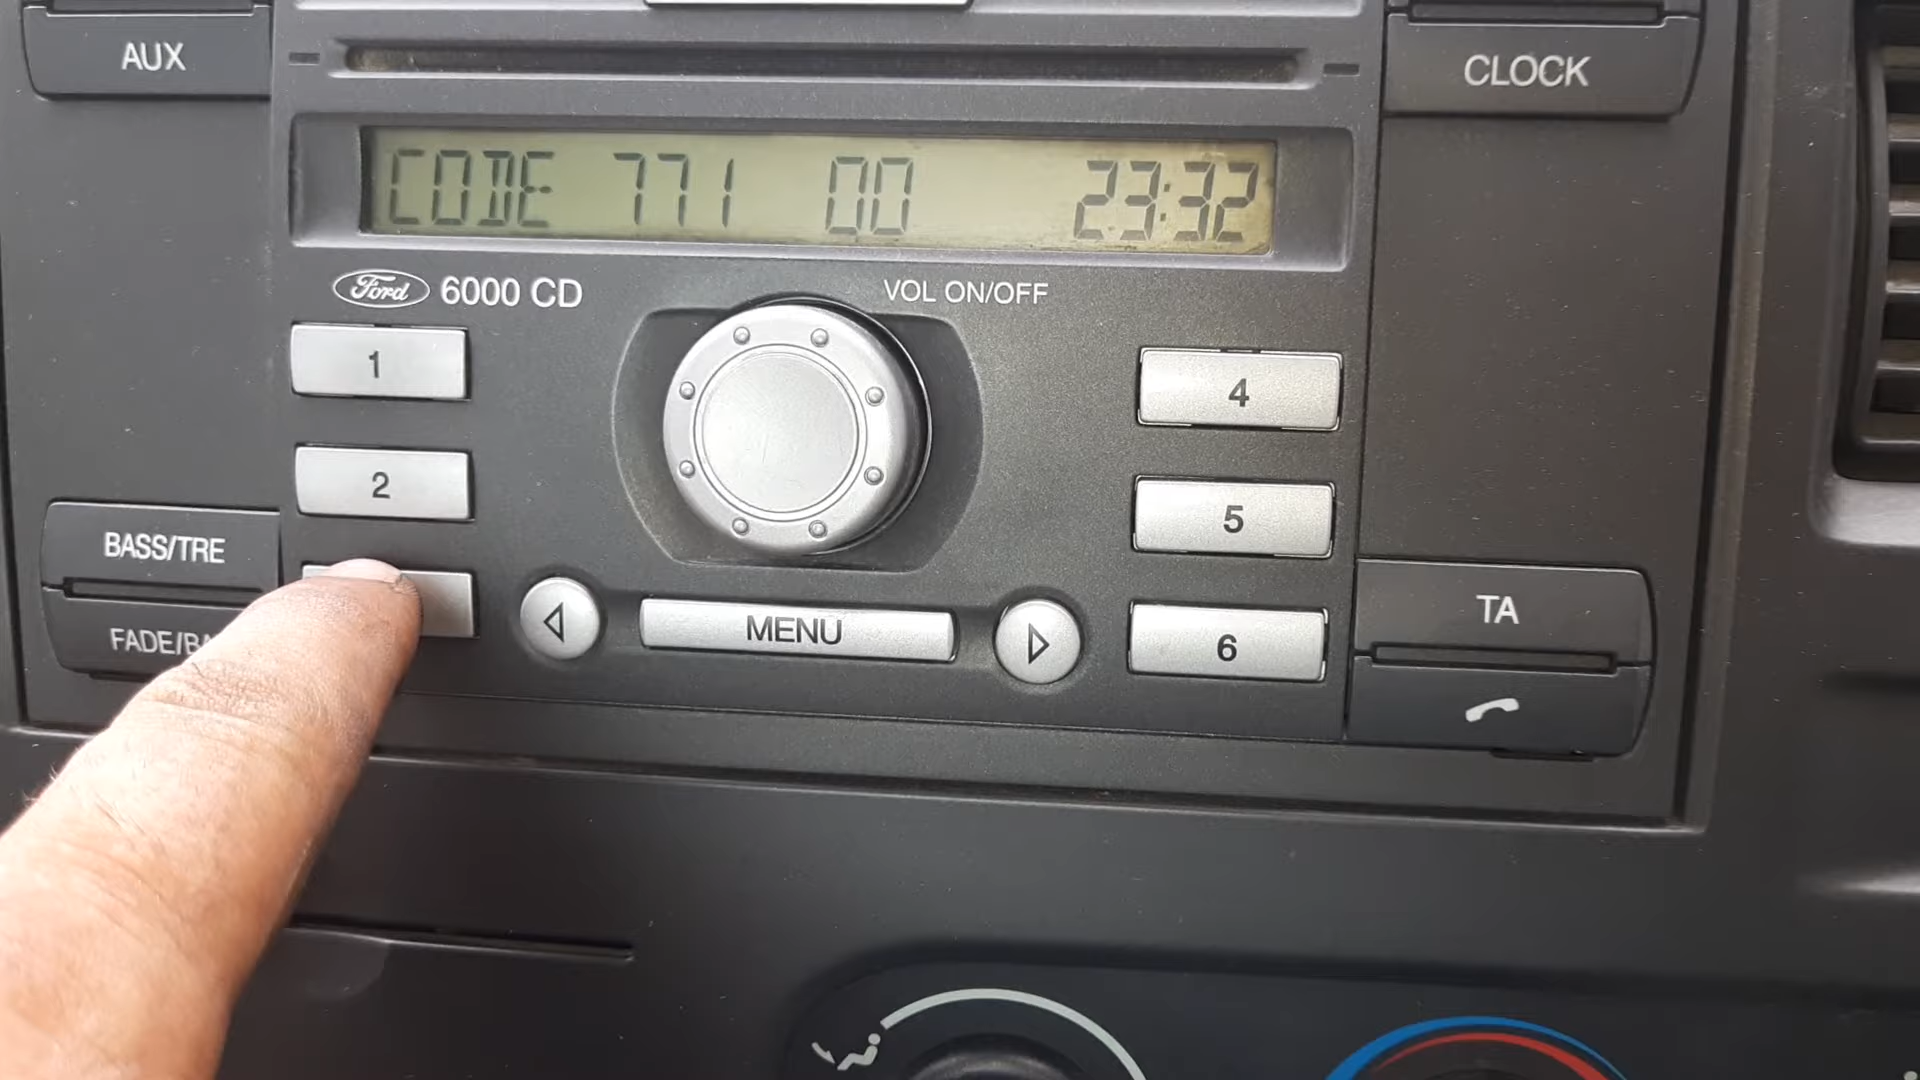 AUX
CLOCK
CODE 771 00 23:32
Ford 6000 CD
VOL ON/OFF
1
4
2
5
BASS/TRE
MENU
6
TA
FADE/BA